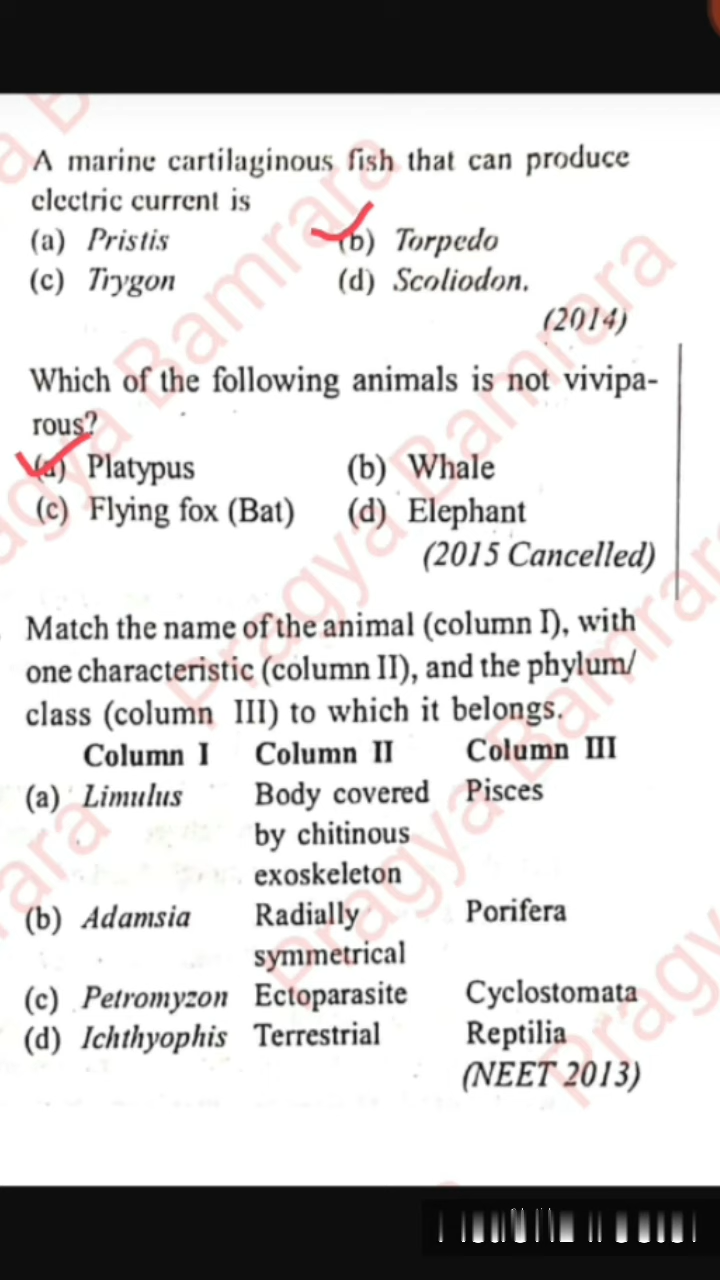 A marine cartilaginous fish that can produce
electric current is
(a) Pristis (b) Torpedo
(c) Trygon (d) Scoliodon.
(2014)
Which of the following animals is not vivipa-
rous?
(a) Platypus (b) Whale
(c) Flying fox (Bat) (d) Elephant
(2015 Cancelled)
Match the name of the animal (column I), with
one characteristic (column II), and the phylum/
class (column III) to which it belongs.
Column I Column II Column III
(a) Limulus Body covered Pisces
by chitinous
exoskeleton
(b) Adamsia Radially Porifera
symmetrical
(c) Petromyzon Ectoparasite Cyclostomata
(d) Ichthyophis Terrestrial Reptilia
(NEET 2013)
Pragya Bamrara